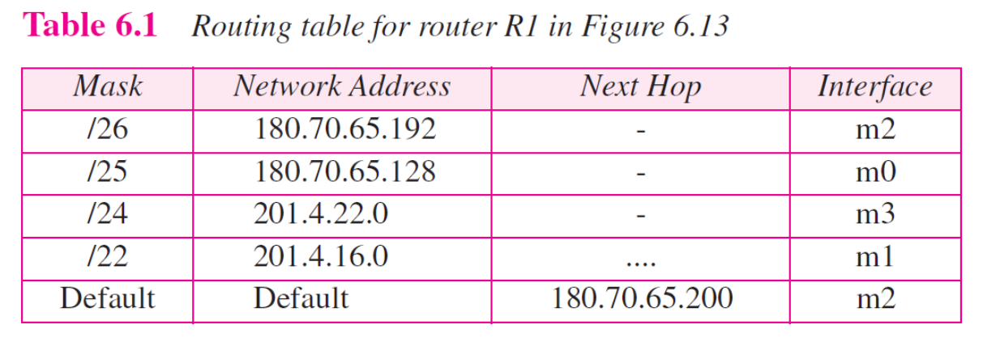 Table 6.1 Routing table for router R1 in Figure 6.13
Mask Network Address Next Hop Interface
/26 180.70.65.192 - m2
/25 180.70.65.128 - m0
/24 201.4.22.0 - m3
/22 201.4.16.0 .... m1
Default Default 180.70.65.200 m2